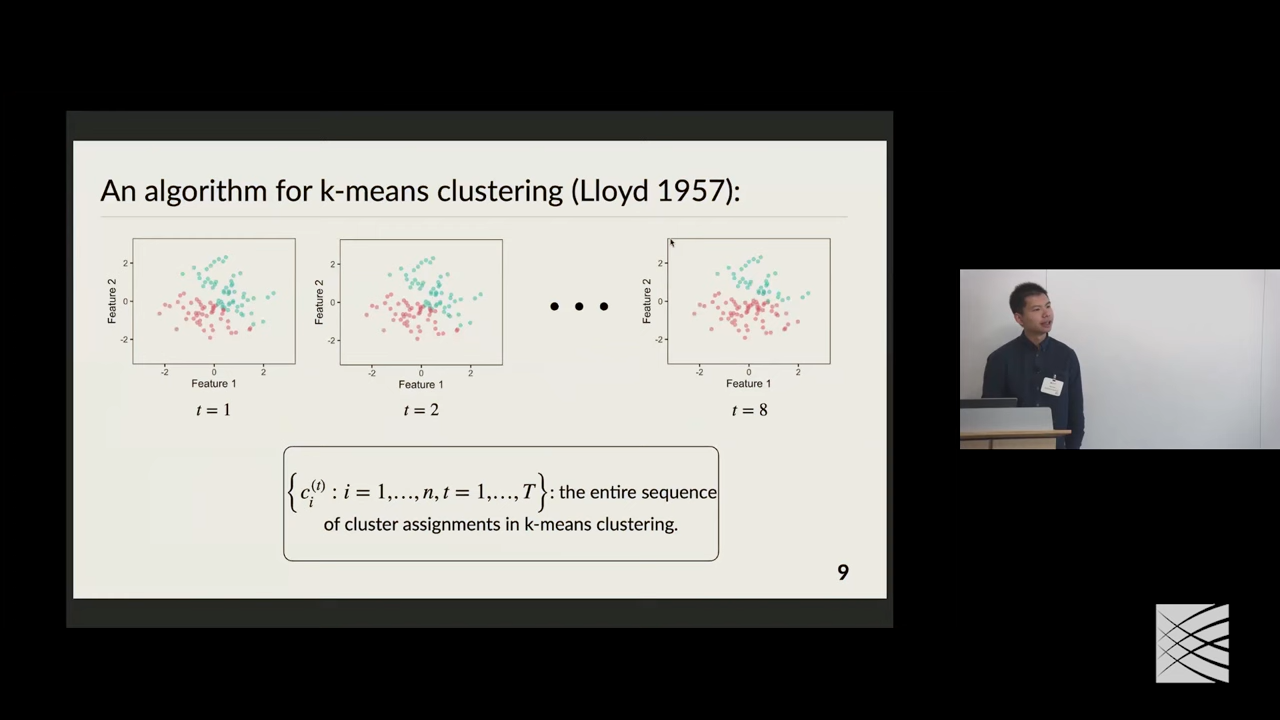 An algorithm for k-means clustering (Lloyd 1957):
Feature 2
2
0
-2
-2 0 2
Feature 1
t = 1
Feature 2
2
0
-2
-2 0 2
Feature 1
t = 2
• • •
Feature 2
2
0
-2
-2 0 2
Feature 1
t = 8
{c_i^(t) : i = 1,…, n, t = 1,…, T}: the entire sequence
of cluster assignments in k-means clustering.
9